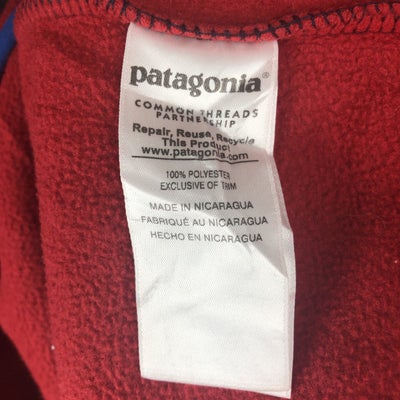 patagonia®
COMMON THREADS
PARTNERSHIP
Repair, Reuse, Recycle
This Product
www.patagonia.com
100% POLYESTER
EXCLUSIVE OF TRIM
MADE IN NICARAGUA
FABRIQUÉ AU NICARAGUA
HECHO EN NICARAGUA